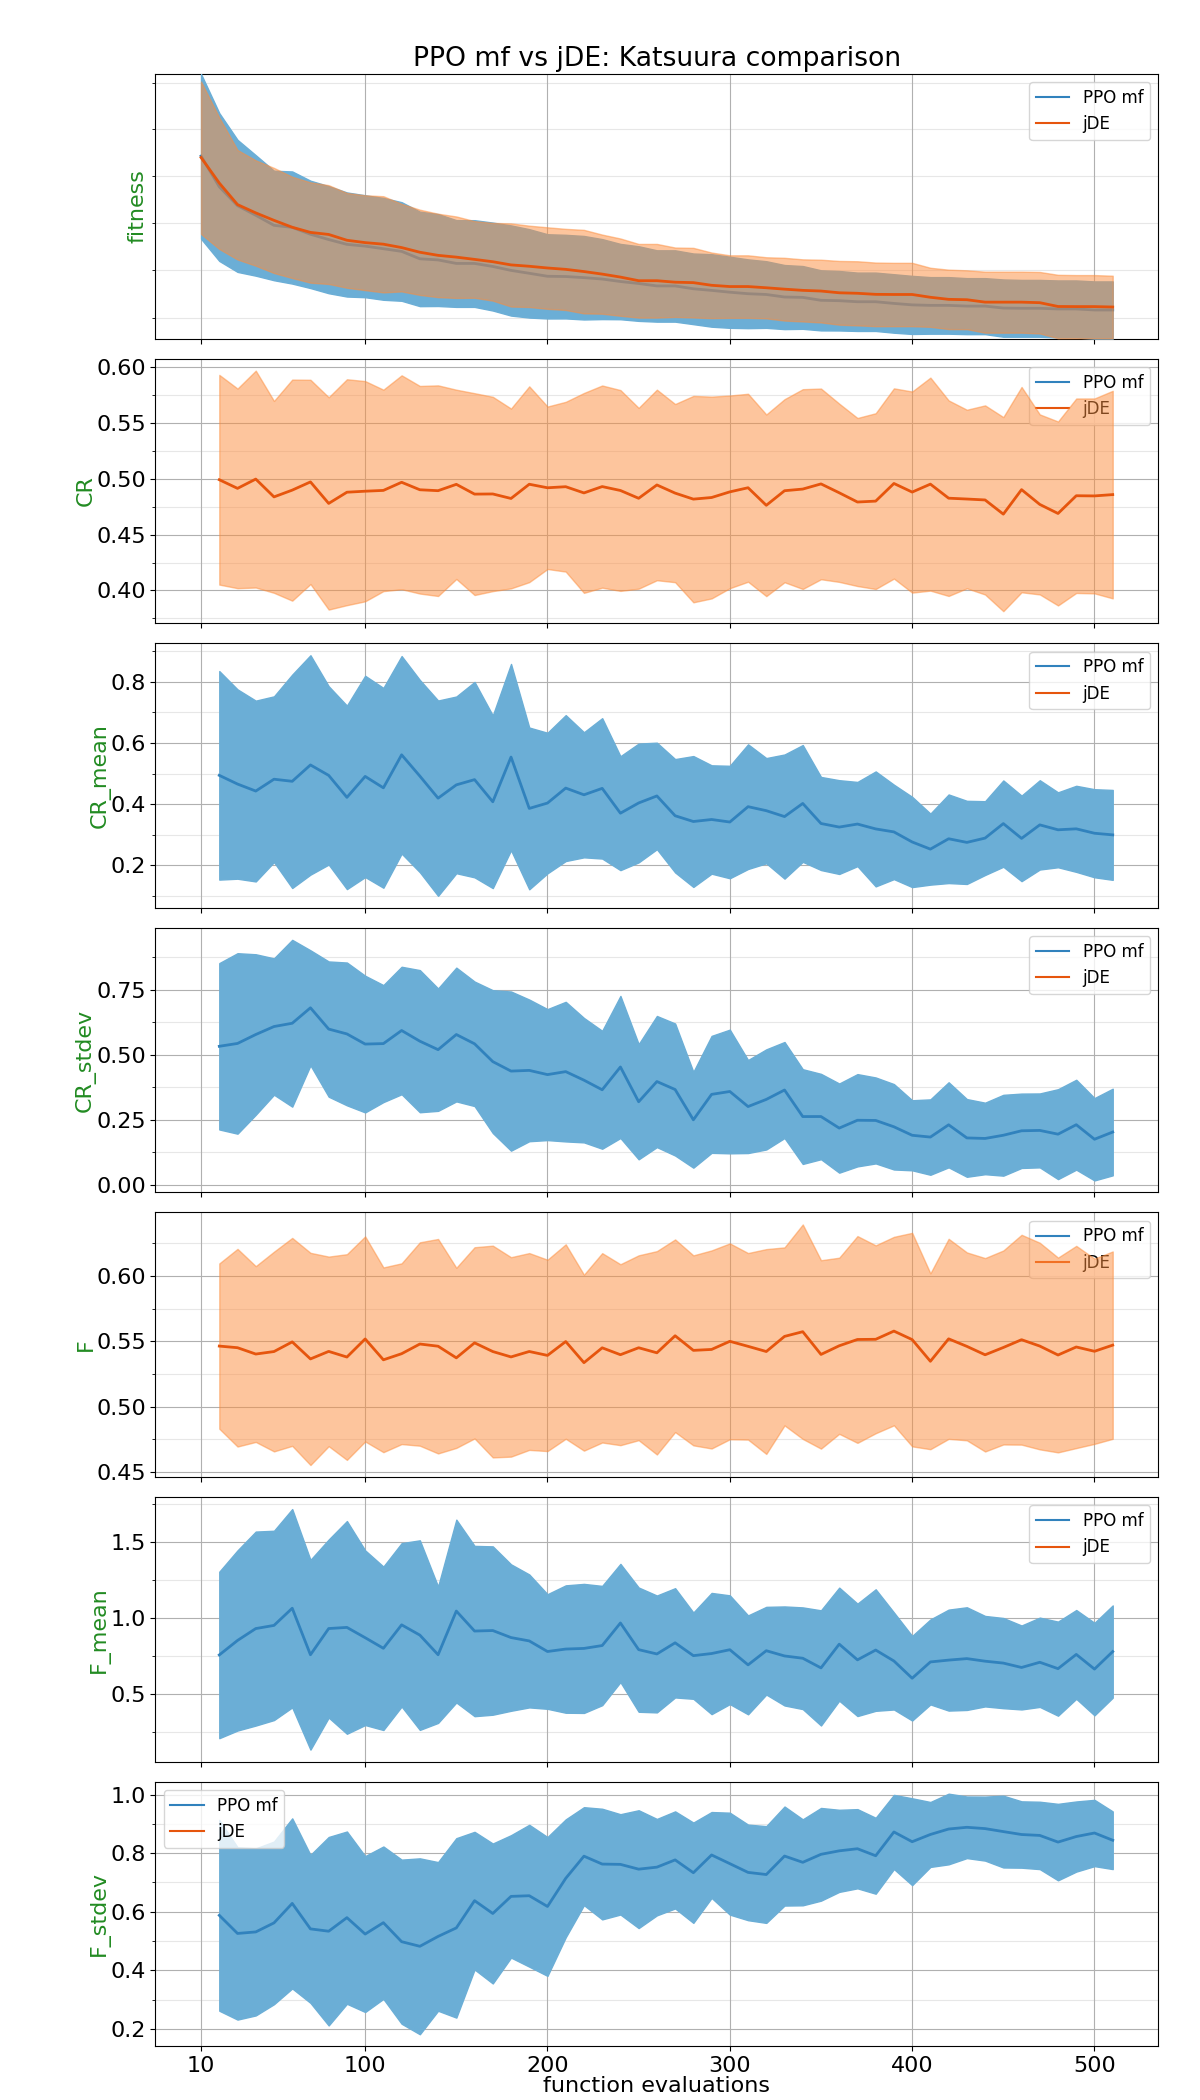 PPO mf vs jDE: Katsuura comparison
fitness
PPO mf
jDE
CR
0.60
0.55
0.50
0.45
0.40
PPO mf
jDE
CR_mean
0.8
0.6
0.4
0.2
PPO mf
jDE
CR_stdev
0.75
0.50
0.25
0.00
PPO mf
jDE
F
0.60
0.55
0.50
0.45
PPO mf
jDE
F_mean
1.5
1.0
0.5
PPO mf
jDE
F_stdev
1.0
0.8
0.6
0.4
0.2
PPO mf
jDE
10 100 200 300 400 500
function evaluations